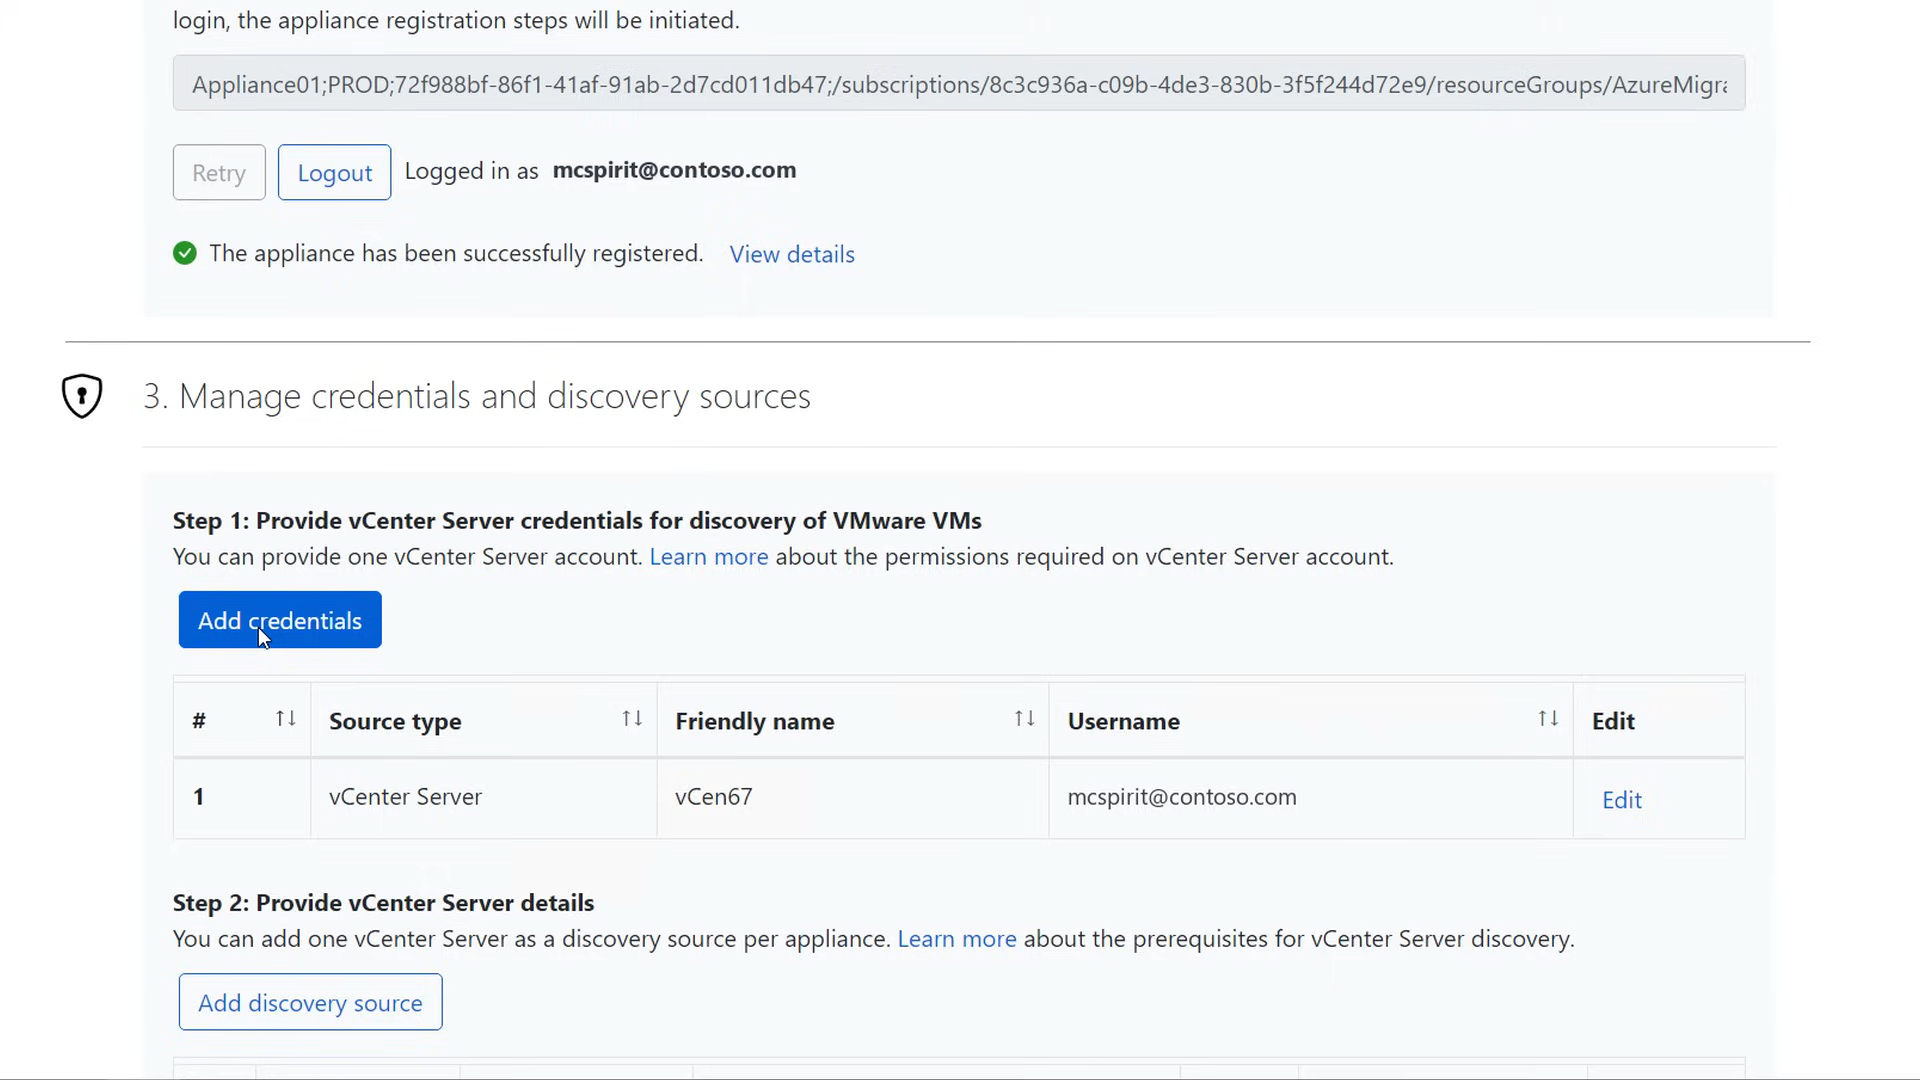 login, the appliance registration steps will be initiated.
Appliance01;PROD;72f988bf-86f1-41af-91ab-2d7cd011db47;/subscriptions/8c3c936a-c09b-4de3-830b-3f5f244d72e9/resourceGroups/AzureMigra
Retry
Logout
Logged in as mcspirit@contoso.com
The appliance has been successfully registered. View details
3. Manage credentials and discovery sources
Step 1: Provide vCenter Server credentials for discovery of VMware VMs
You can provide one vCenter Server account. Learn more about the permissions required on vCenter Server account.
Add credentials
# Source type Friendly name Username Edit
1 vCenter Server vCen67 mcspirit@contoso.com Edit
Step 2: Provide vCenter Server details
You can add one vCenter Server as a discovery source per appliance. Learn more about the prerequisites for vCenter Server discovery.
Add discovery source